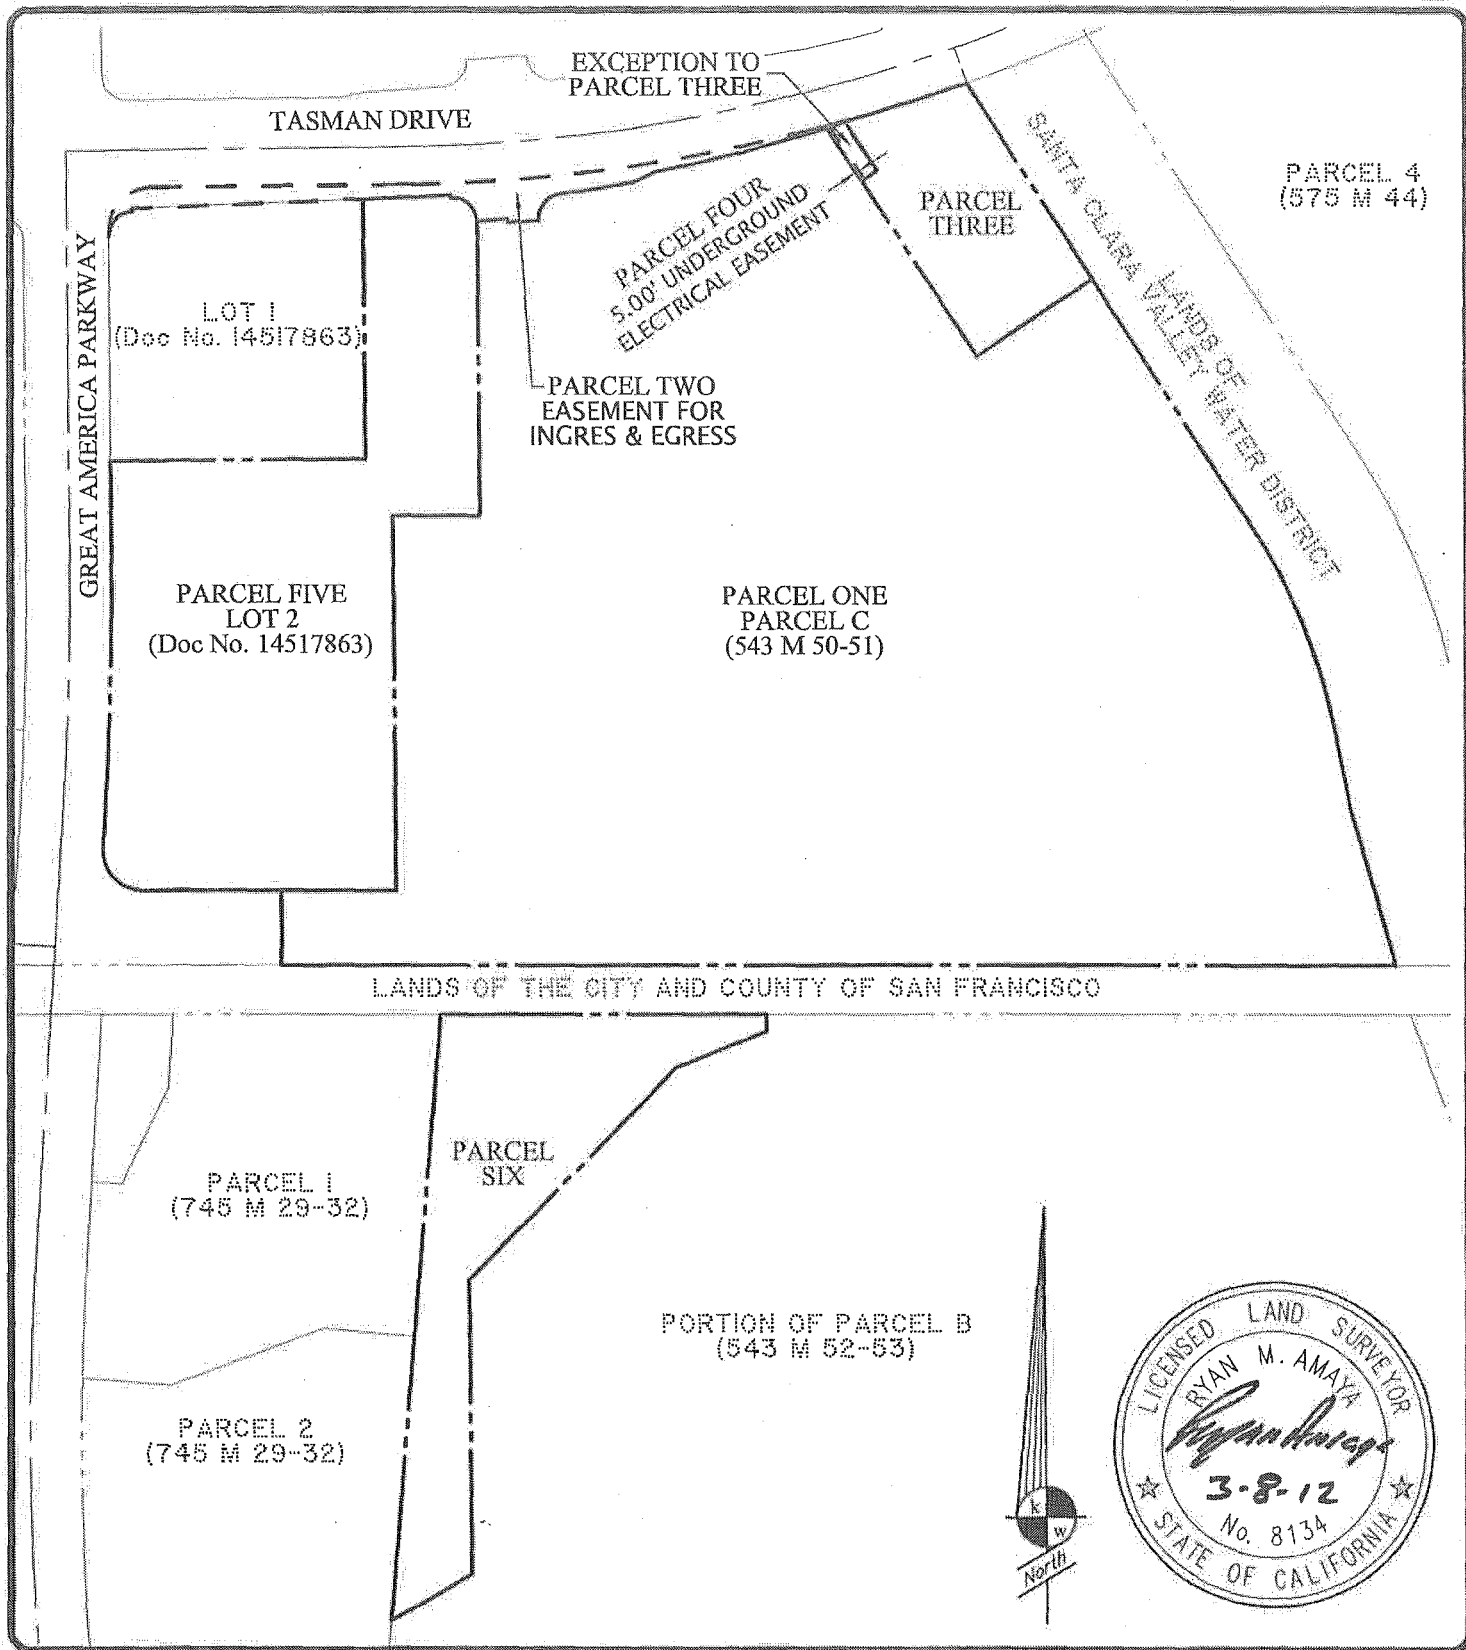 EXCEPTION TO
PARCEL THREE
TASMAN DRIVE
PARCEL 4
(575 M 44)
PARCEL FOUR
5.00' UNDERGROUND
ELECTRICAL EASEMENT
PARCEL
THREE
SANTA CLARA VALLEY WATER DISTRICT
LANDS OF
GREAT AMERICA PARKWAY
LOT 1
(Doc No. 14517863)
PARCEL TWO
EASEMENT FOR
INGRES & EGRESS
PARCEL FIVE
LOT 2
(Doc No. 14517863)
PARCEL ONE
PARCEL C
(543 M 50-51)
LANDS OF THE CITY AND COUNTY OF SAN FRANCISCO
PARCEL
SIX
PARCEL 1
(745 M 29-32)
PORTION OF PARCEL B
(543 M 52-53)
PARCEL 2
(745 M 29-32)
k
w
North
LICENSED LAND SURVEYOR
RYAN M. AMAYA
Ryan Amaya
3-8-12
No. 8134
STATE OF CALIFORNIA